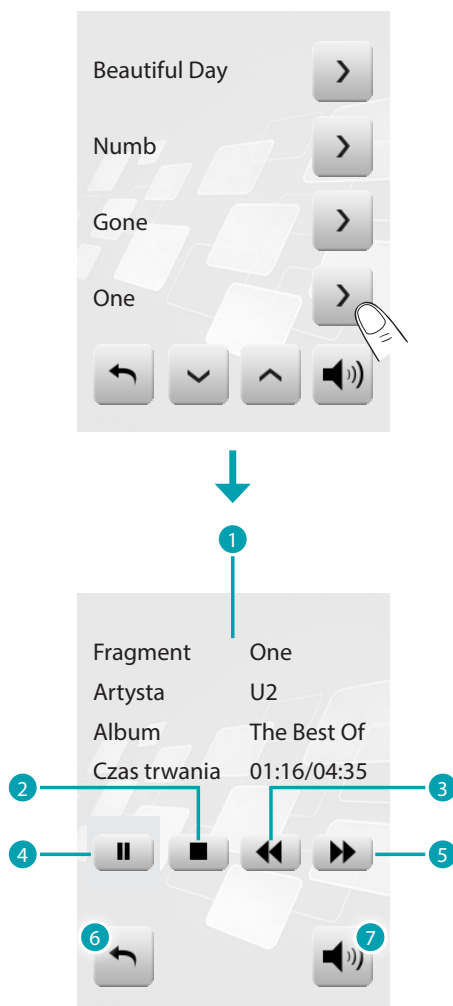 Beautiful Day
Numb
Gone
One
1
Fragment One
Artysta U2
Album The Best Of
Czas trwania 01:16/04:35
2
3
4
5
6
7